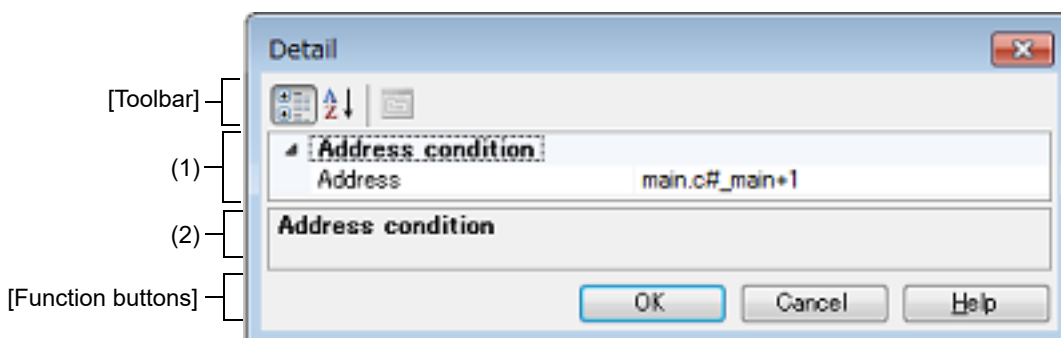 Detail
[Toolbar]
(1)
Address condition
Address main.c#_main+1
(2)
Address condition
[Function buttons]
OK Cancel Help